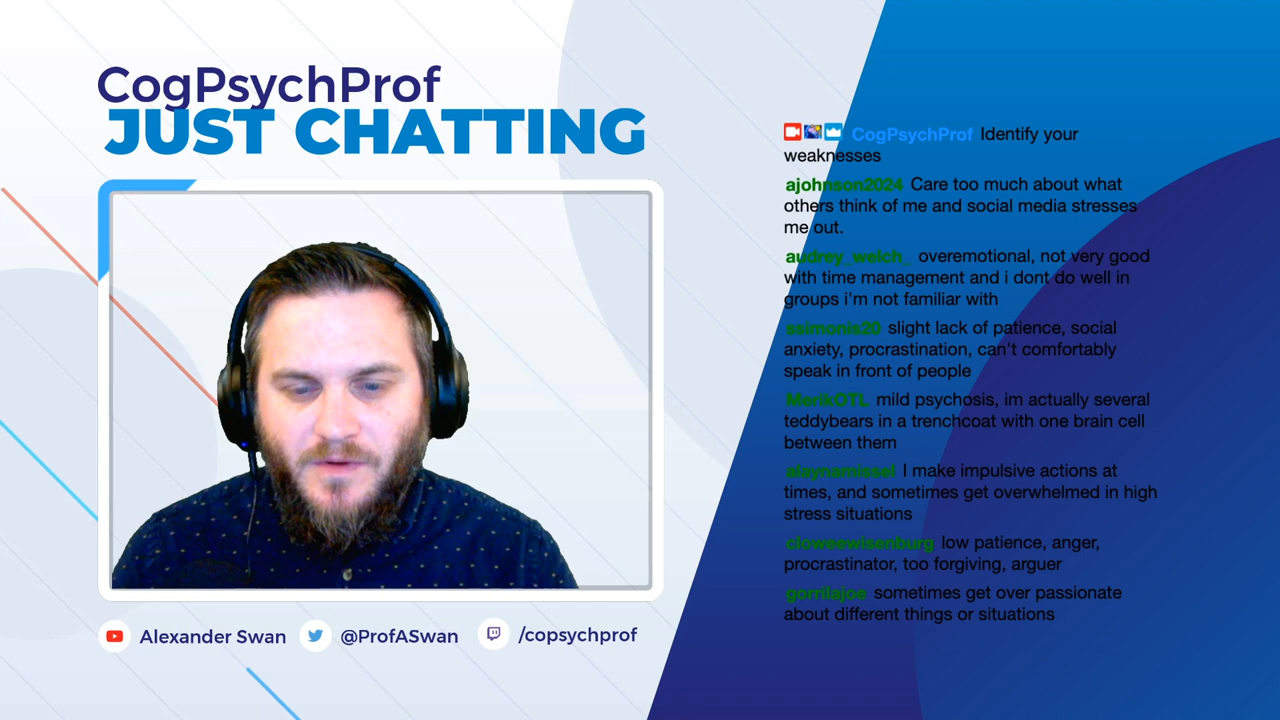 CogPsychProf
JUST CHATTING
CogPsychProf Identify your
weaknesses
ajohnson2024 Care too much about what
others think of me and social media stresses
me out.
audrey_welch_ overemotional, not very good
with time management and i dont do well in
groups i'm not familiar with
ssimonis20 slight lack of patience, social
anxiety, procrastination, can't comfortably
speak in front of people
MerikOTL mild psychosis, im actually several
teddybears in a trenchcoat with one brain cell
between them
alaynamissel I make impulsive actions at
times, and sometimes get overwhelmed in high
stress situations
cloweewisenburg low patience, anger,
procrastinator, too forgiving, arguer
gorrilajoe sometimes get over passionate
about different things or situations
Alexander Swan @ProfASwan /copsychprof